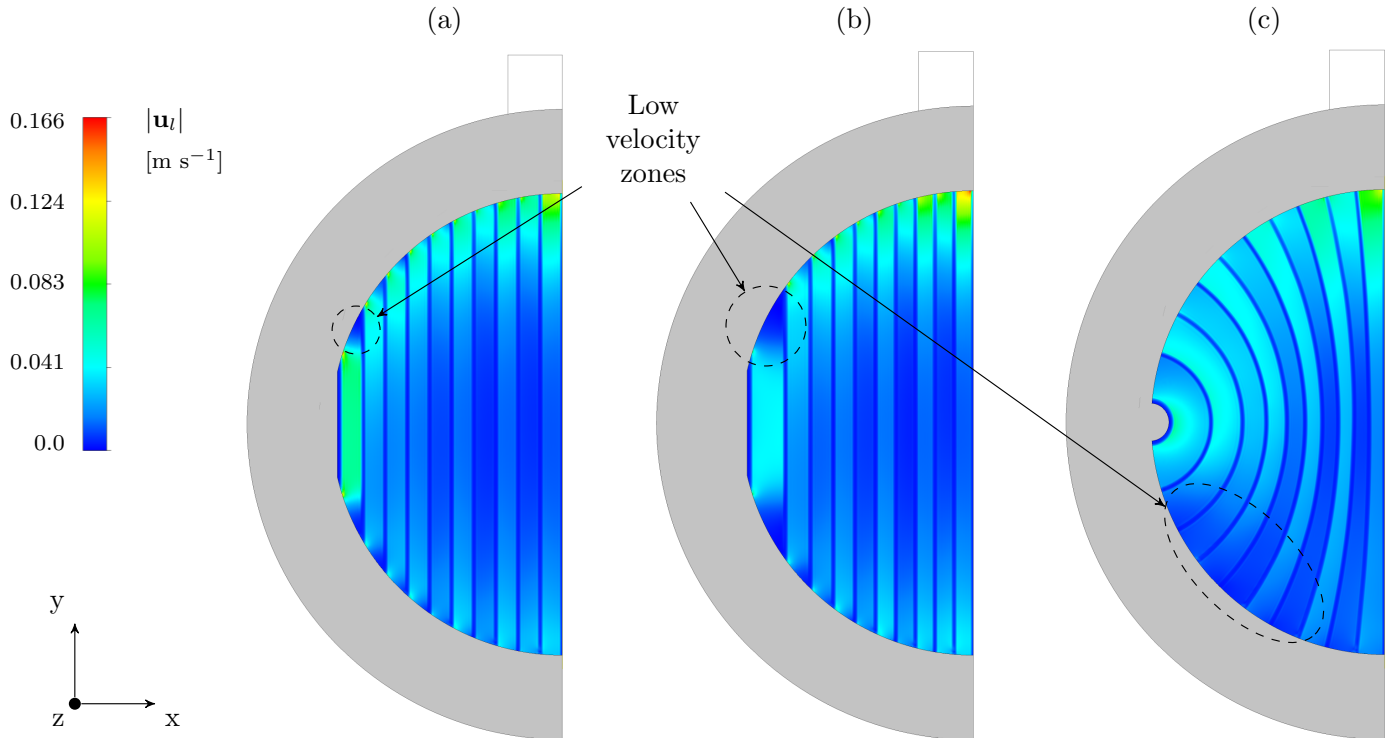 (a)
(b)
(c)
Low
velocity
zones
|u_l|
[m s⁻¹]
0.166
0.124
0.083
0.041
0.0
y
z
x